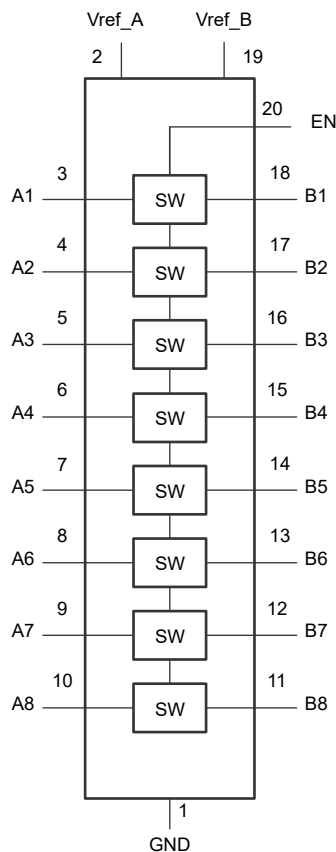 Vref_A Vref_B
2 19
20 EN
3 18
A1 SW B1
4 17
A2 SW B2
5 16
A3 SW B3
6 15
A4 SW B4
7 14
A5 SW B5
8 13
A6 SW B6
9 12
A7 SW B7
10 11
A8 SW B8
1
GND